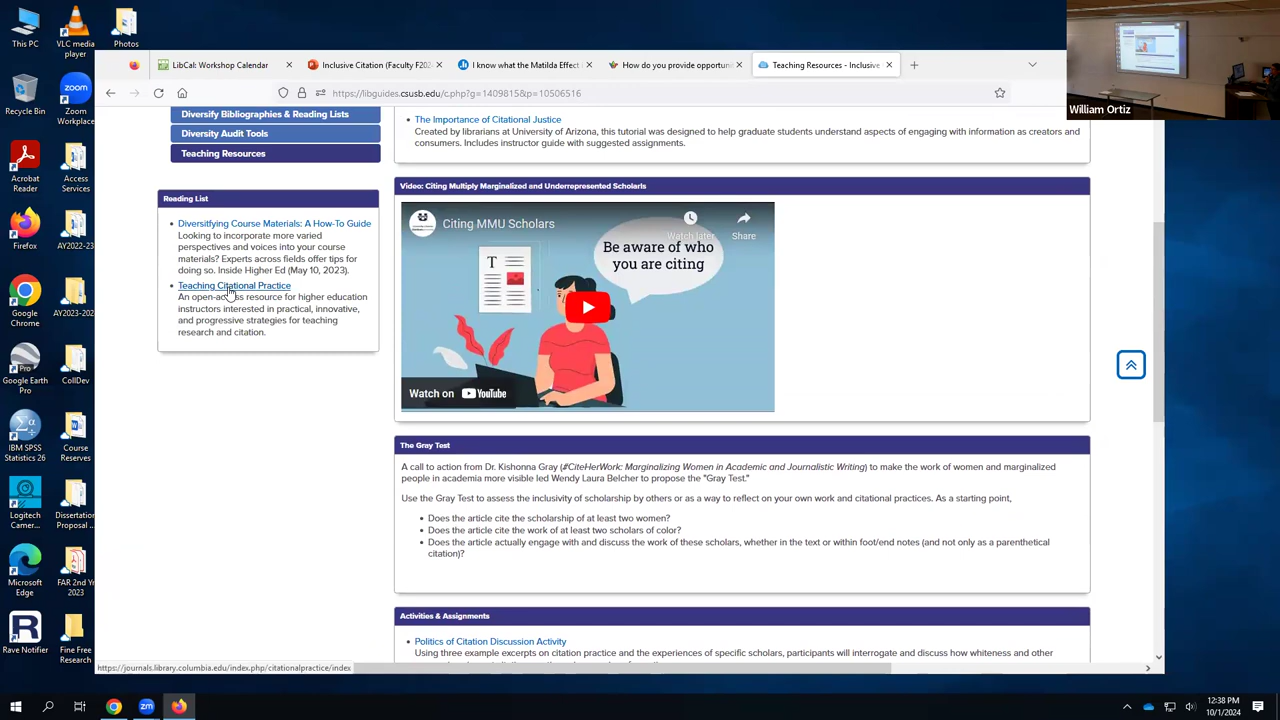 This PC
VLC media
player
Photos
Recycle Bin
Zoom
Workplace
Acrobat
Reader
Access
Services
Firefox
AY2022-23
Google
Chrome
AY2023-202
Google Earth
Pro
CollDev
IBM SPSS
Statistics 26
Course
Reserves
Logitech
Camer...
Dissertation
Proposal ...
Microsoft
Edge
FAR 2nd Ye
2023
Rave Notifier
Fine Free
Research
LibCal: Workshop Calendar
Inclusive Citation (Faculty F202
I know what the Matilda Effect i
How do you provide opportun
Teaching Resources - Inclusive
https://libguides.csusb.edu/c.php?g=1409815&p=10506516
William Ortiz
Diversify Bibliographies & Reading Lists
Diversity Audit Tools
Teaching Resources
Reading List
Diversitfying Course Materials: A How-To Guide
Looking to incorporate more varied
perspectives and voices into your course
materials? Experts across fields offer tips for
doing so. Inside Higher Ed (May 10, 2023).
Teaching Citational Practice
An open-access resource for higher education
instructors interested in practical, innovative,
and progressive strategies for teaching
research and citation.
The Importance of Citational Justice
Created by librarians at University of Arizona, this tutorial was designed to help graduate students understand aspects of engaging with information as creators and
consumers. Includes instructor guide with suggested assignments.
Video: Citing Multiply Marginalized and Underrepresented Scholarls
Citing MMU Scholars
Watch later
Share
Be aware of who
you are citing
T
Watch on YouTube
The Gray Test
A call to action from Dr. Kishonna Gray (#CiteHerWork: Marginalizing Women in Academic and Journalistic Writing) to make the work of women and marginalized
people in academia more visible led Wendy Laura Belcher to propose the "Gray Test."
Use the Gray Test to assess the inclusivity of scholarship by others or as a way to reflect on your own work and citational practices. As a starting point,
Does the article cite the scholarship of at least two women?
Does the article cite the work of at least two scholars of color?
Does the article actually engage with and discuss the work of these scholars, whether in the text or within foot/end notes (and not only as a parenthetical
citation)?
Activities & Assignments
Politics of Citation Discussion Activity
Using three example excerpts on citation practice and the experiences of specific scholars, participants will interrogate and discuss how whiteness and other
https://journals.library.columbia.edu/index.php/citationalpractice/index
12:38 PM
10/1/2024